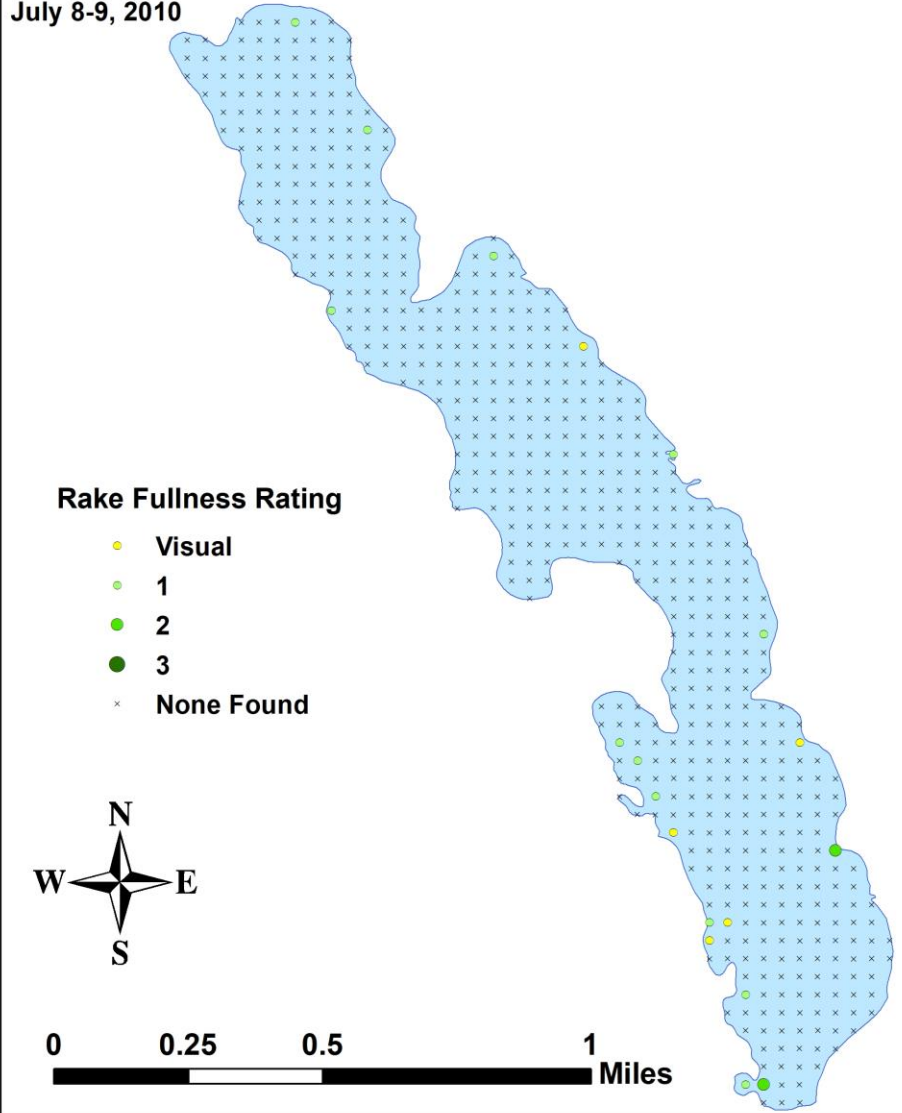 July 8-9, 2010
Rake Fullness Rating
Visual
1
2
3
None Found
N
W E
S
0 0.25 0.5 1
Miles